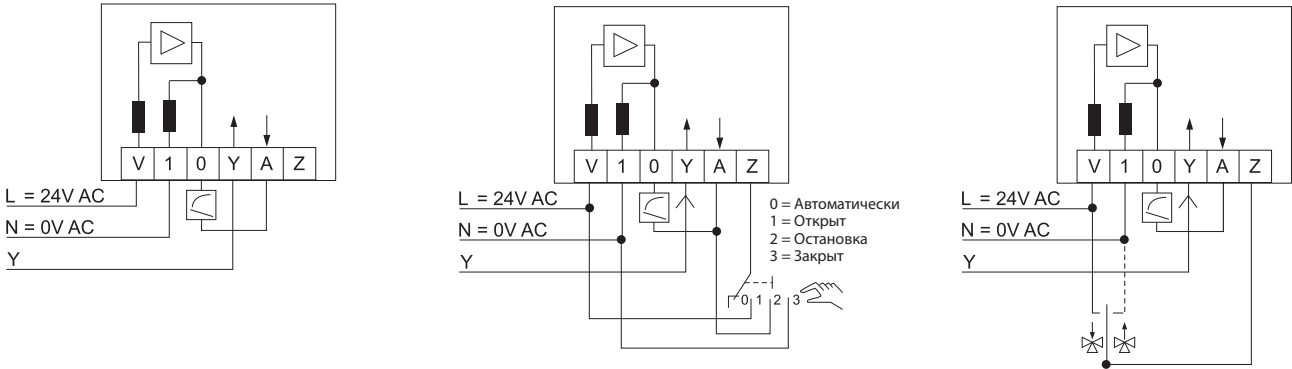 V 1 0 Y A Z
L = 24V AC
N = 0V AC
Y
V 1 0 Y A Z
L = 24V AC
N = 0V AC
Y
0 = Автоматически
1 = Открыт
2 = Остановка
3 = Закрыт
0 1 2 3
V 1 0 Y A Z
L = 24V AC
N = 0V AC
Y